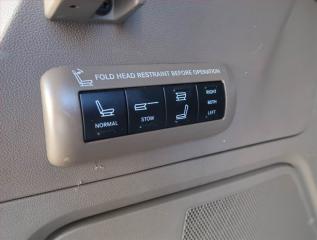 FOLD HEAD RESTRAINT BEFORE OPERATION
NORMAL
STOW
RIGHT
BOTH
LEFT